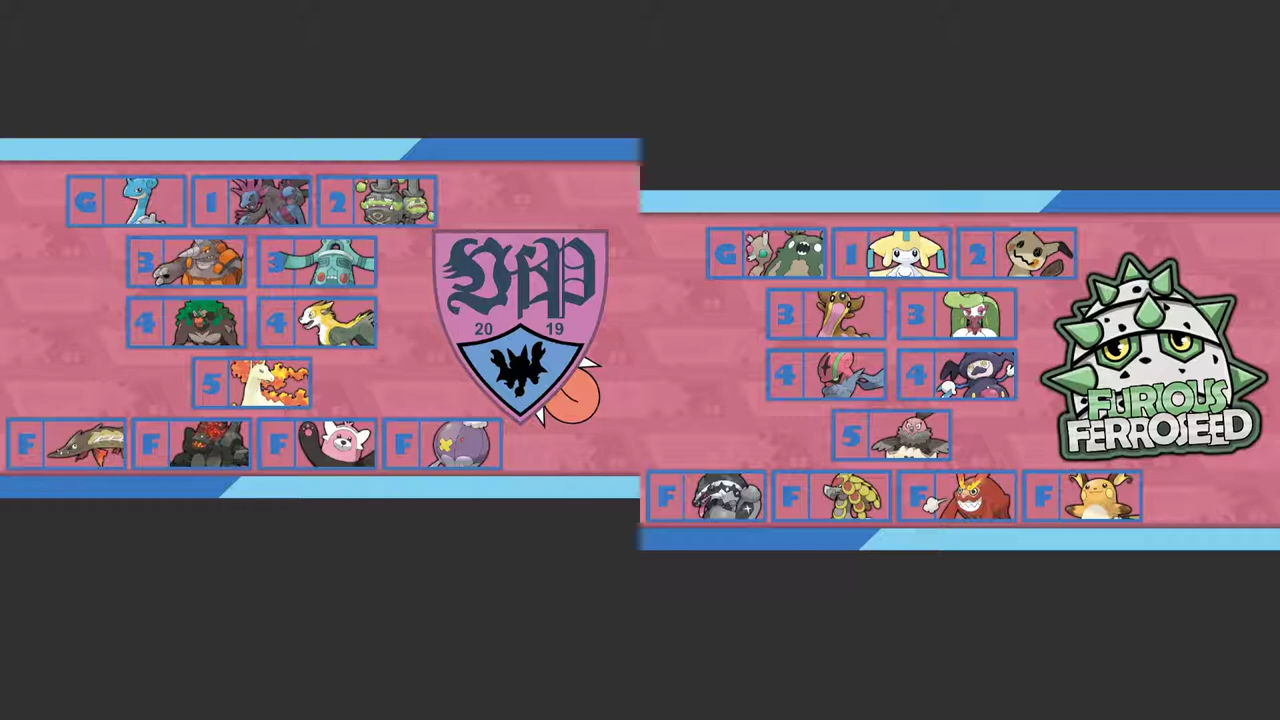 G 1 2
3 3
4 4
5
F F F F
VfP
20 19
G 1 2
3 3
4 4
5
F F F F
FURIOUS
FERROSEED